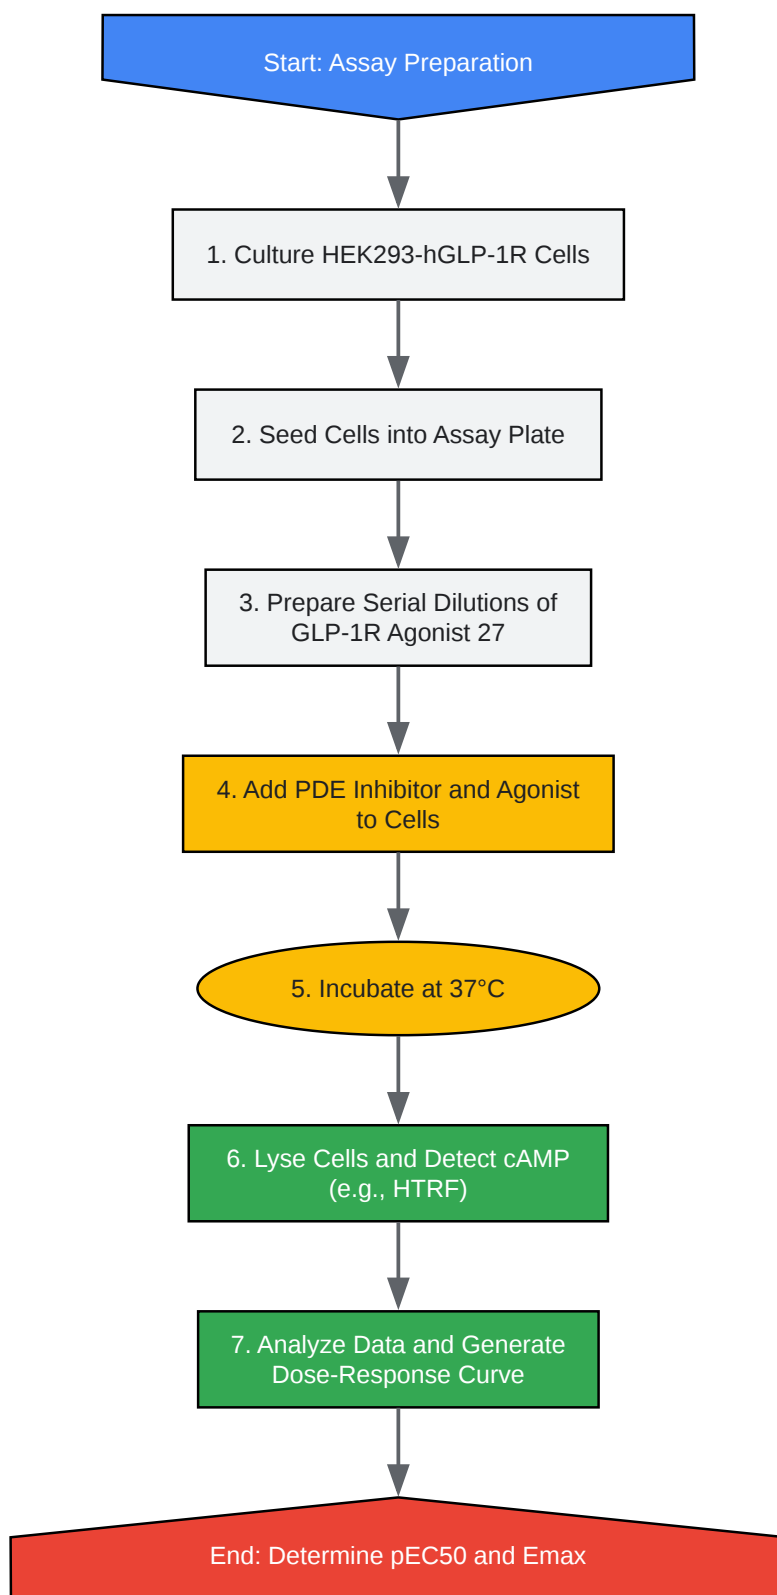 Start: Assay Preparation
1. Culture HEK293-hGLP-1R Cells
2. Seed Cells into Assay Plate
3. Prepare Serial Dilutions of
GLP-1R Agonist 27
4. Add PDE Inhibitor and Agonist
to Cells
5. Incubate at 37°C
6. Lyse Cells and Detect cAMP
(e.g., HTRF)
7. Analyze Data and Generate
Dose-Response Curve
End: Determine pEC50 and Emax